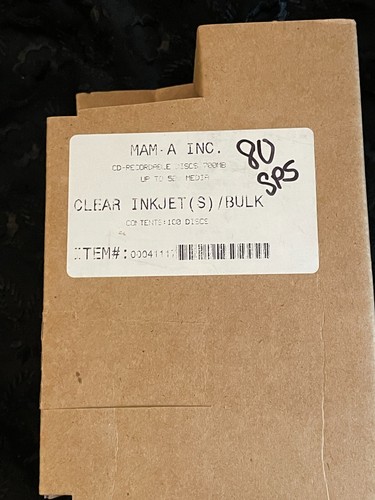 MAM-A INC.
CD-RECORDABLE DISCS 700MB
UP TO 52X MEDIA
CLEAR INKJET(S)/BULK
CONTENTS:100 DISCS
ITEM#:
80
SPS